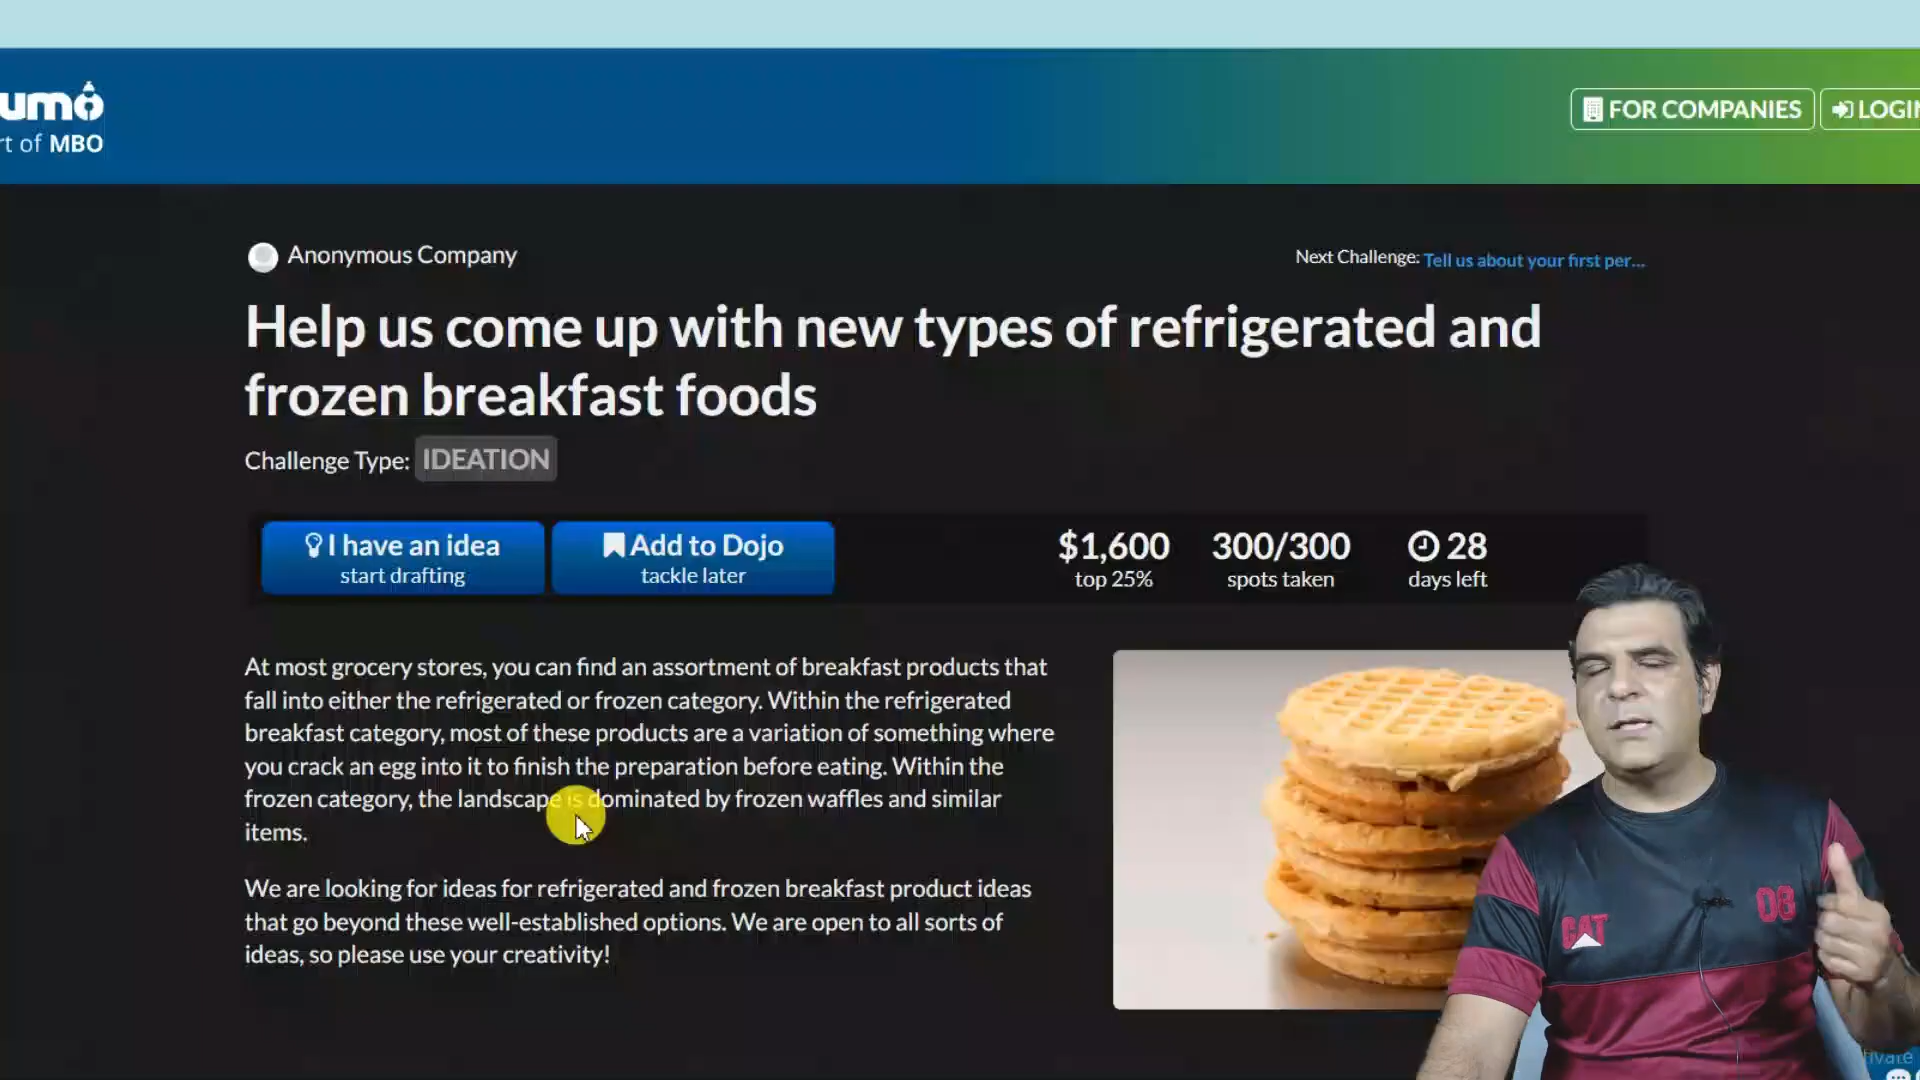 umo
rt of MBO
FOR COMPANIES
LOGIN
Anonymous Company
Next Challenge: Tell us about your first per...
Help us come up with new types of refrigerated and
frozen breakfast foods
Challenge Type: IDEATION
I have an idea
start drafting
Add to Dojo
tackle later
$1,600
top 25%
300/300
spots taken
28
days left
At most grocery stores, you can find an assortment of breakfast products that
fall into either the refrigerated or frozen category. Within the refrigerated
breakfast category, most of these products are a variation of something where
you crack an egg into it to finish the preparation before eating. Within the
frozen category, the landscape is dominated by frozen waffles and similar
items.
We are looking for ideas for refrigerated and frozen breakfast product ideas
that go beyond these well-established options. We are open to all sorts of
ideas, so please use your creativity!
CAT
08